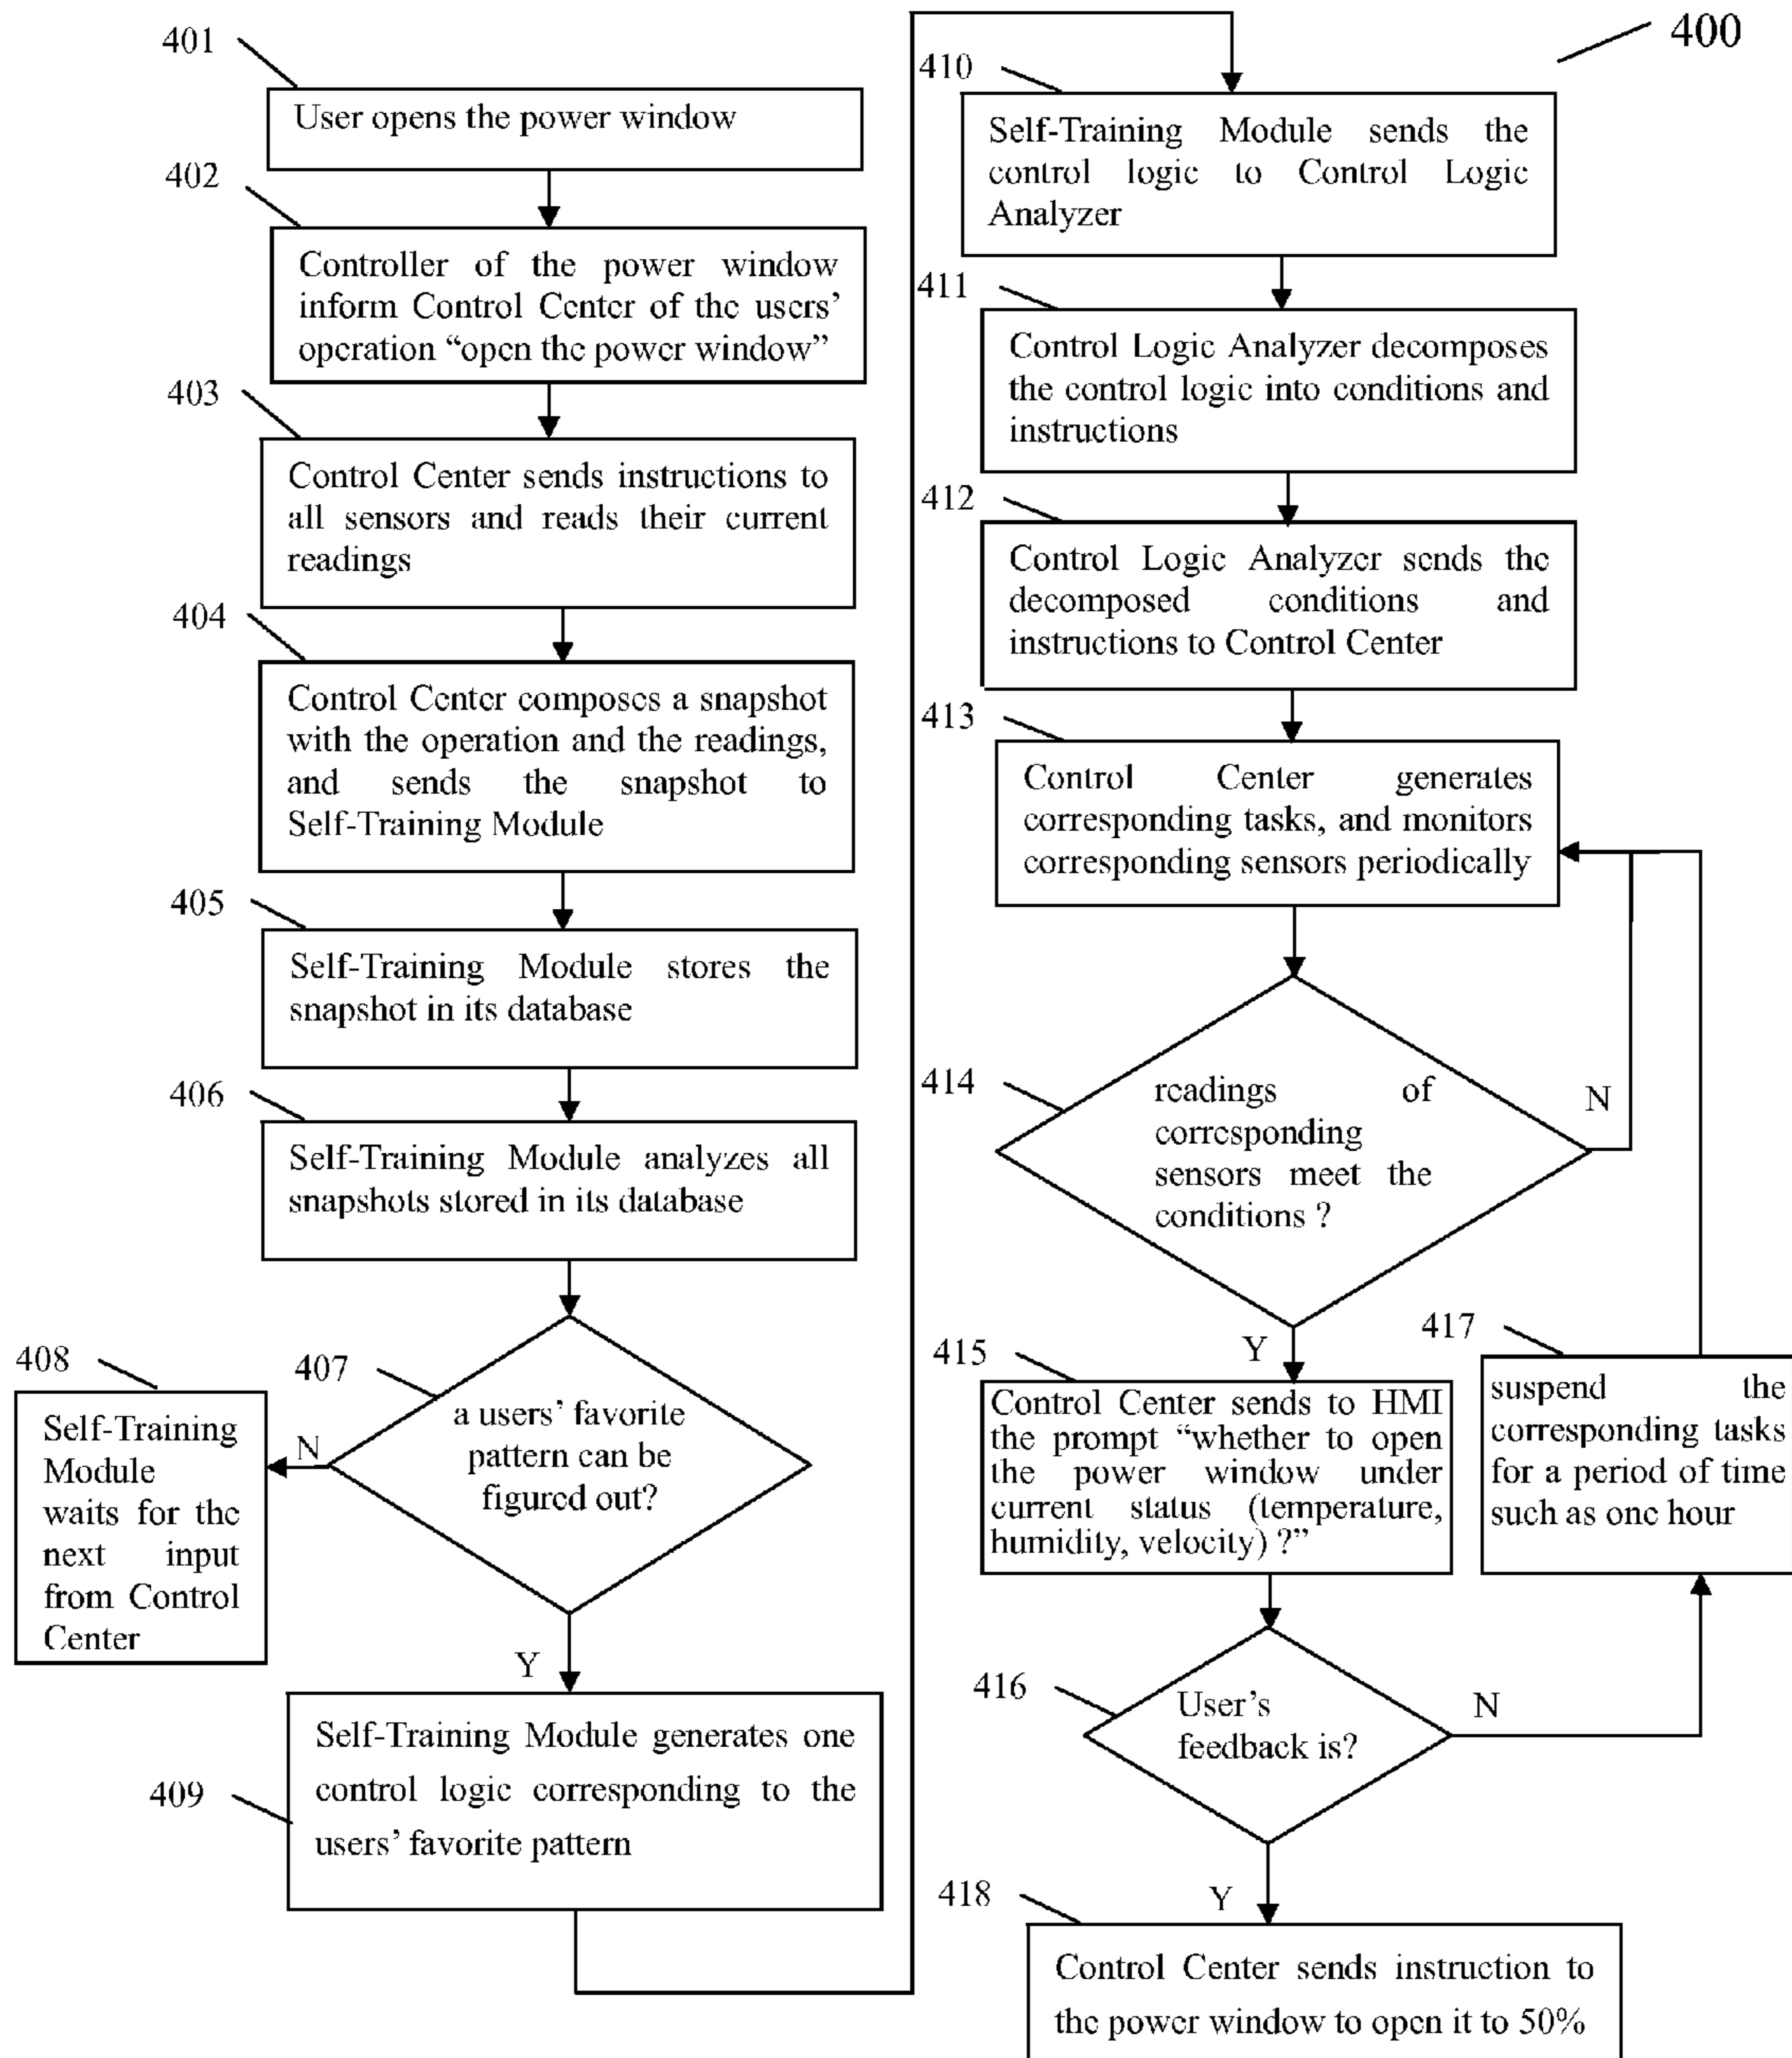 400
401
User opens the power window
402
Controller of the power window
inform Control Center of the users’
operation “open the power window”
403
Control Center sends instructions to
all sensors and reads their current
readings
404
Control Center composes a snapshot
with the operation and the readings,
and sends the snapshot to
Self-Training Module
405
Self-Training Module stores the
snapshot in its database
406
Self-Training Module analyzes all
snapshots stored in its database
407
a users’ favorite
pattern can be
figured out?
N
408
Self-Training
Module
waits for the
next input
from Control
Center
Y
409
Self-Training Module generates one
control logic corresponding to the
users’ favorite pattern
410
Self-Training Module sends the
control logic to Control Logic
Analyzer
411
Control Logic Analyzer decomposes
the control logic into conditions and
instructions
412
Control Logic Analyzer sends the
decomposed conditions and
instructions to Control Center
413
Control Center generates
corresponding tasks, and monitors
corresponding sensors periodically
414
readings of
corresponding
sensors meet the
conditions ?
N
Y
415
Control Center sends to HMI
the prompt “whether to open
the power window under
current status (temperature,
humidity, velocity) ?”
417
suspend the
corresponding tasks
for a period of time
such as one hour
416
User’s
feedback is?
N
Y
418
Control Center sends instruction to
the power window to open it to 50%